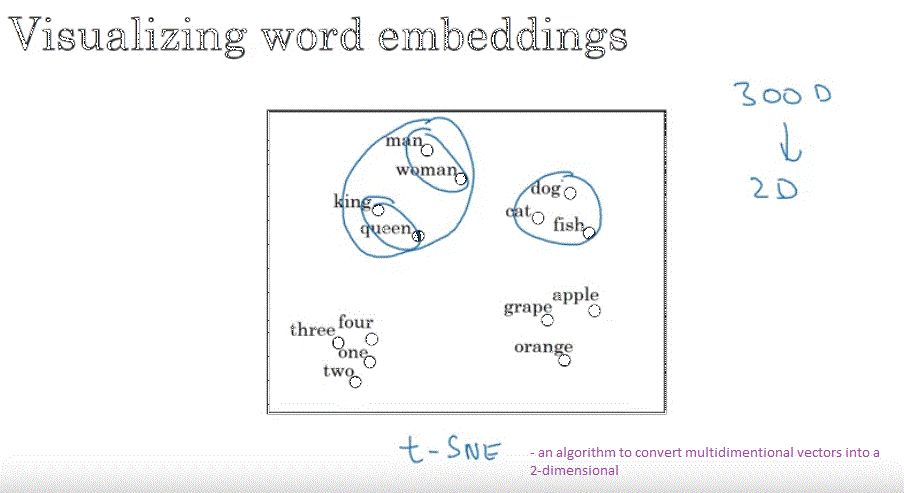 Visualizing word embeddings
300 D
2D
man
woman
king
queen
dog
cat
fish
three four
one
two
grape apple
orange
t-SNE
- an algorithm to convert multidimentional vectors into a
2-dimensional